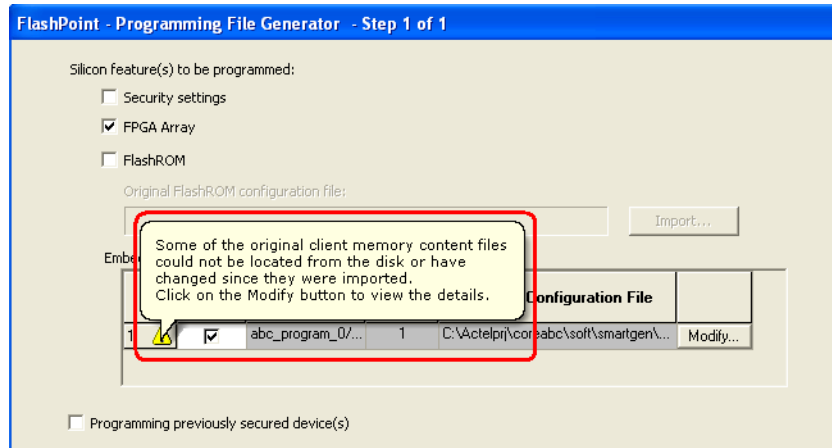 FlashPoint - Programming File Generator - Step 1 of 1
Silicon feature(s) to be programmed:
Security settings
FPGA Array
FlashROM
Original FlashROM configuration file:
Import...
Some of the original client memory content files
could not be located from the disk or have
changed since they were imported.
Click on the Modify button to view the details.
Configuration File
1 abc_program_0/... 1 C:\Actelprj\coreabc\soft\smartgen\... Modify...
Programming previously secured device(s)